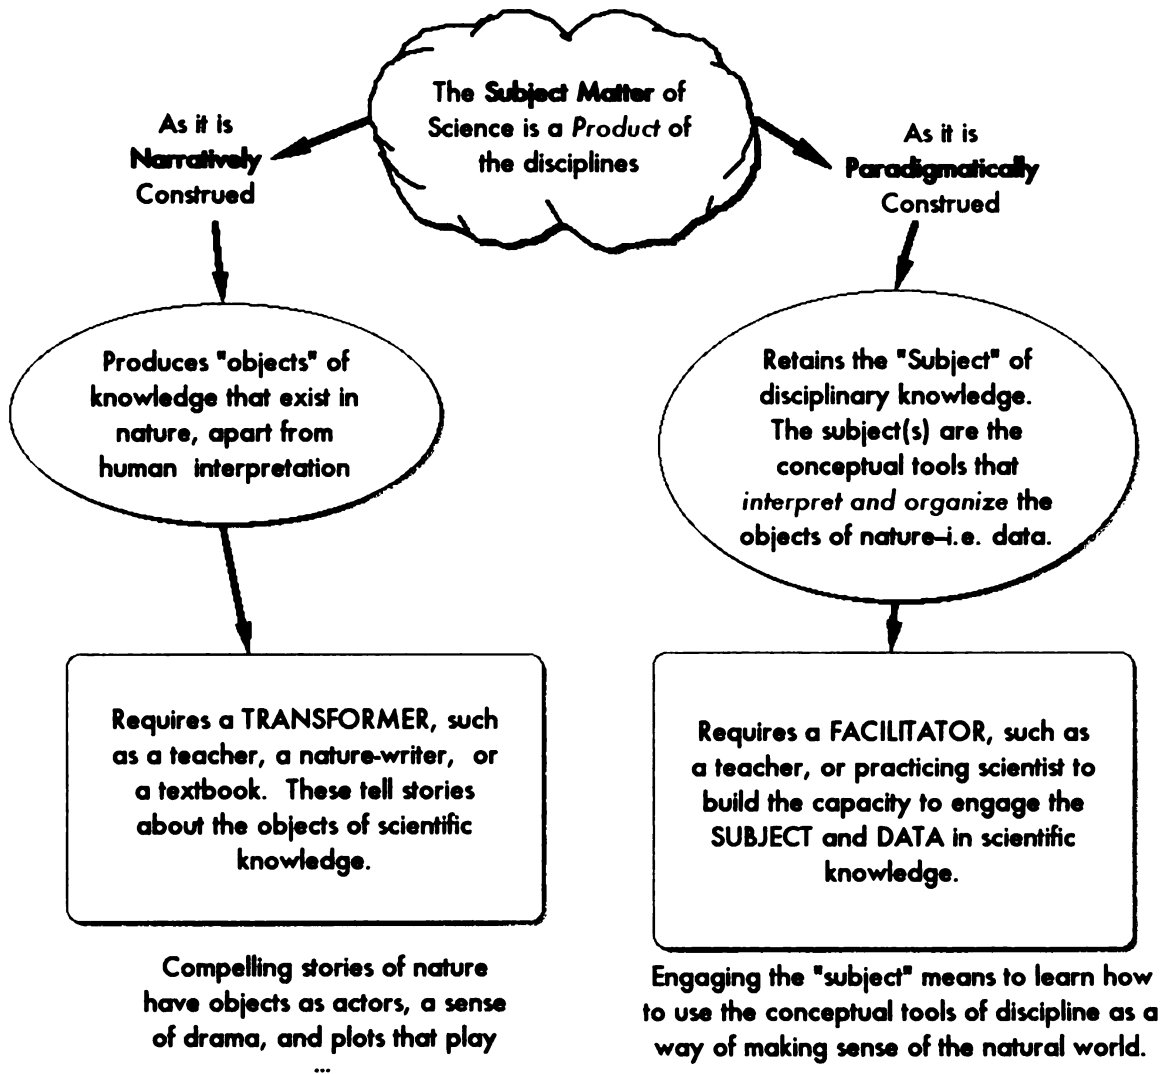 The Subject Matter of
Science is a Product of
the disciplines
As it is
Narratively
Construed
As it is
Paradigmatically
Construed
Produces "objects" of
knowledge that exist in
nature, apart from
human interpretation
Retains the "Subject" of
disciplinary knowledge.
The subject(s) are the
conceptual tools that
interpret and organize the
objects of nature–i.e. data.
Requires a TRANSFORMER, such
as a teacher, a nature-writer, or
a textbook. These tell stories
about the objects of scientific
knowledge.
Requires a FACILITATOR, such as
a teacher, or practicing scientist to
build the capacity to engage the
SUBJECT and DATA in scientific
knowledge.
Compelling stories of nature
have objects as actors, a sense
of drama, and plots that play
...
Engaging the "subject" means to learn how
to use the conceptual tools of discipline as a
way of making sense of the natural world.